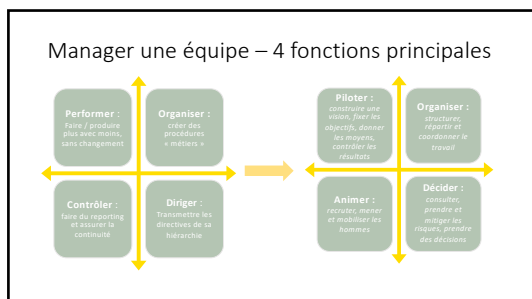 Manager une équipe – 4 fonctions principales
Performer :
Faire / produire
plus avec moins,
sans changement
Organiser :
créer des
procédures
« métiers »
Contrôler :
faire du reporting
et assurer la
continuité
Diriger :
Transmettre les
directives de sa
hiérarchie
Piloter :
construire une
vision, fixer les
objectifs, donner
les moyens,
contrôler les
résultats
Organiser :
structurer,
répartir et
coordonner le
travail
Animer :
recruter, mener
et mobiliser les
hommes
Décider :
consulter,
prendre et
mitiger les
risques, prendre
des décisions